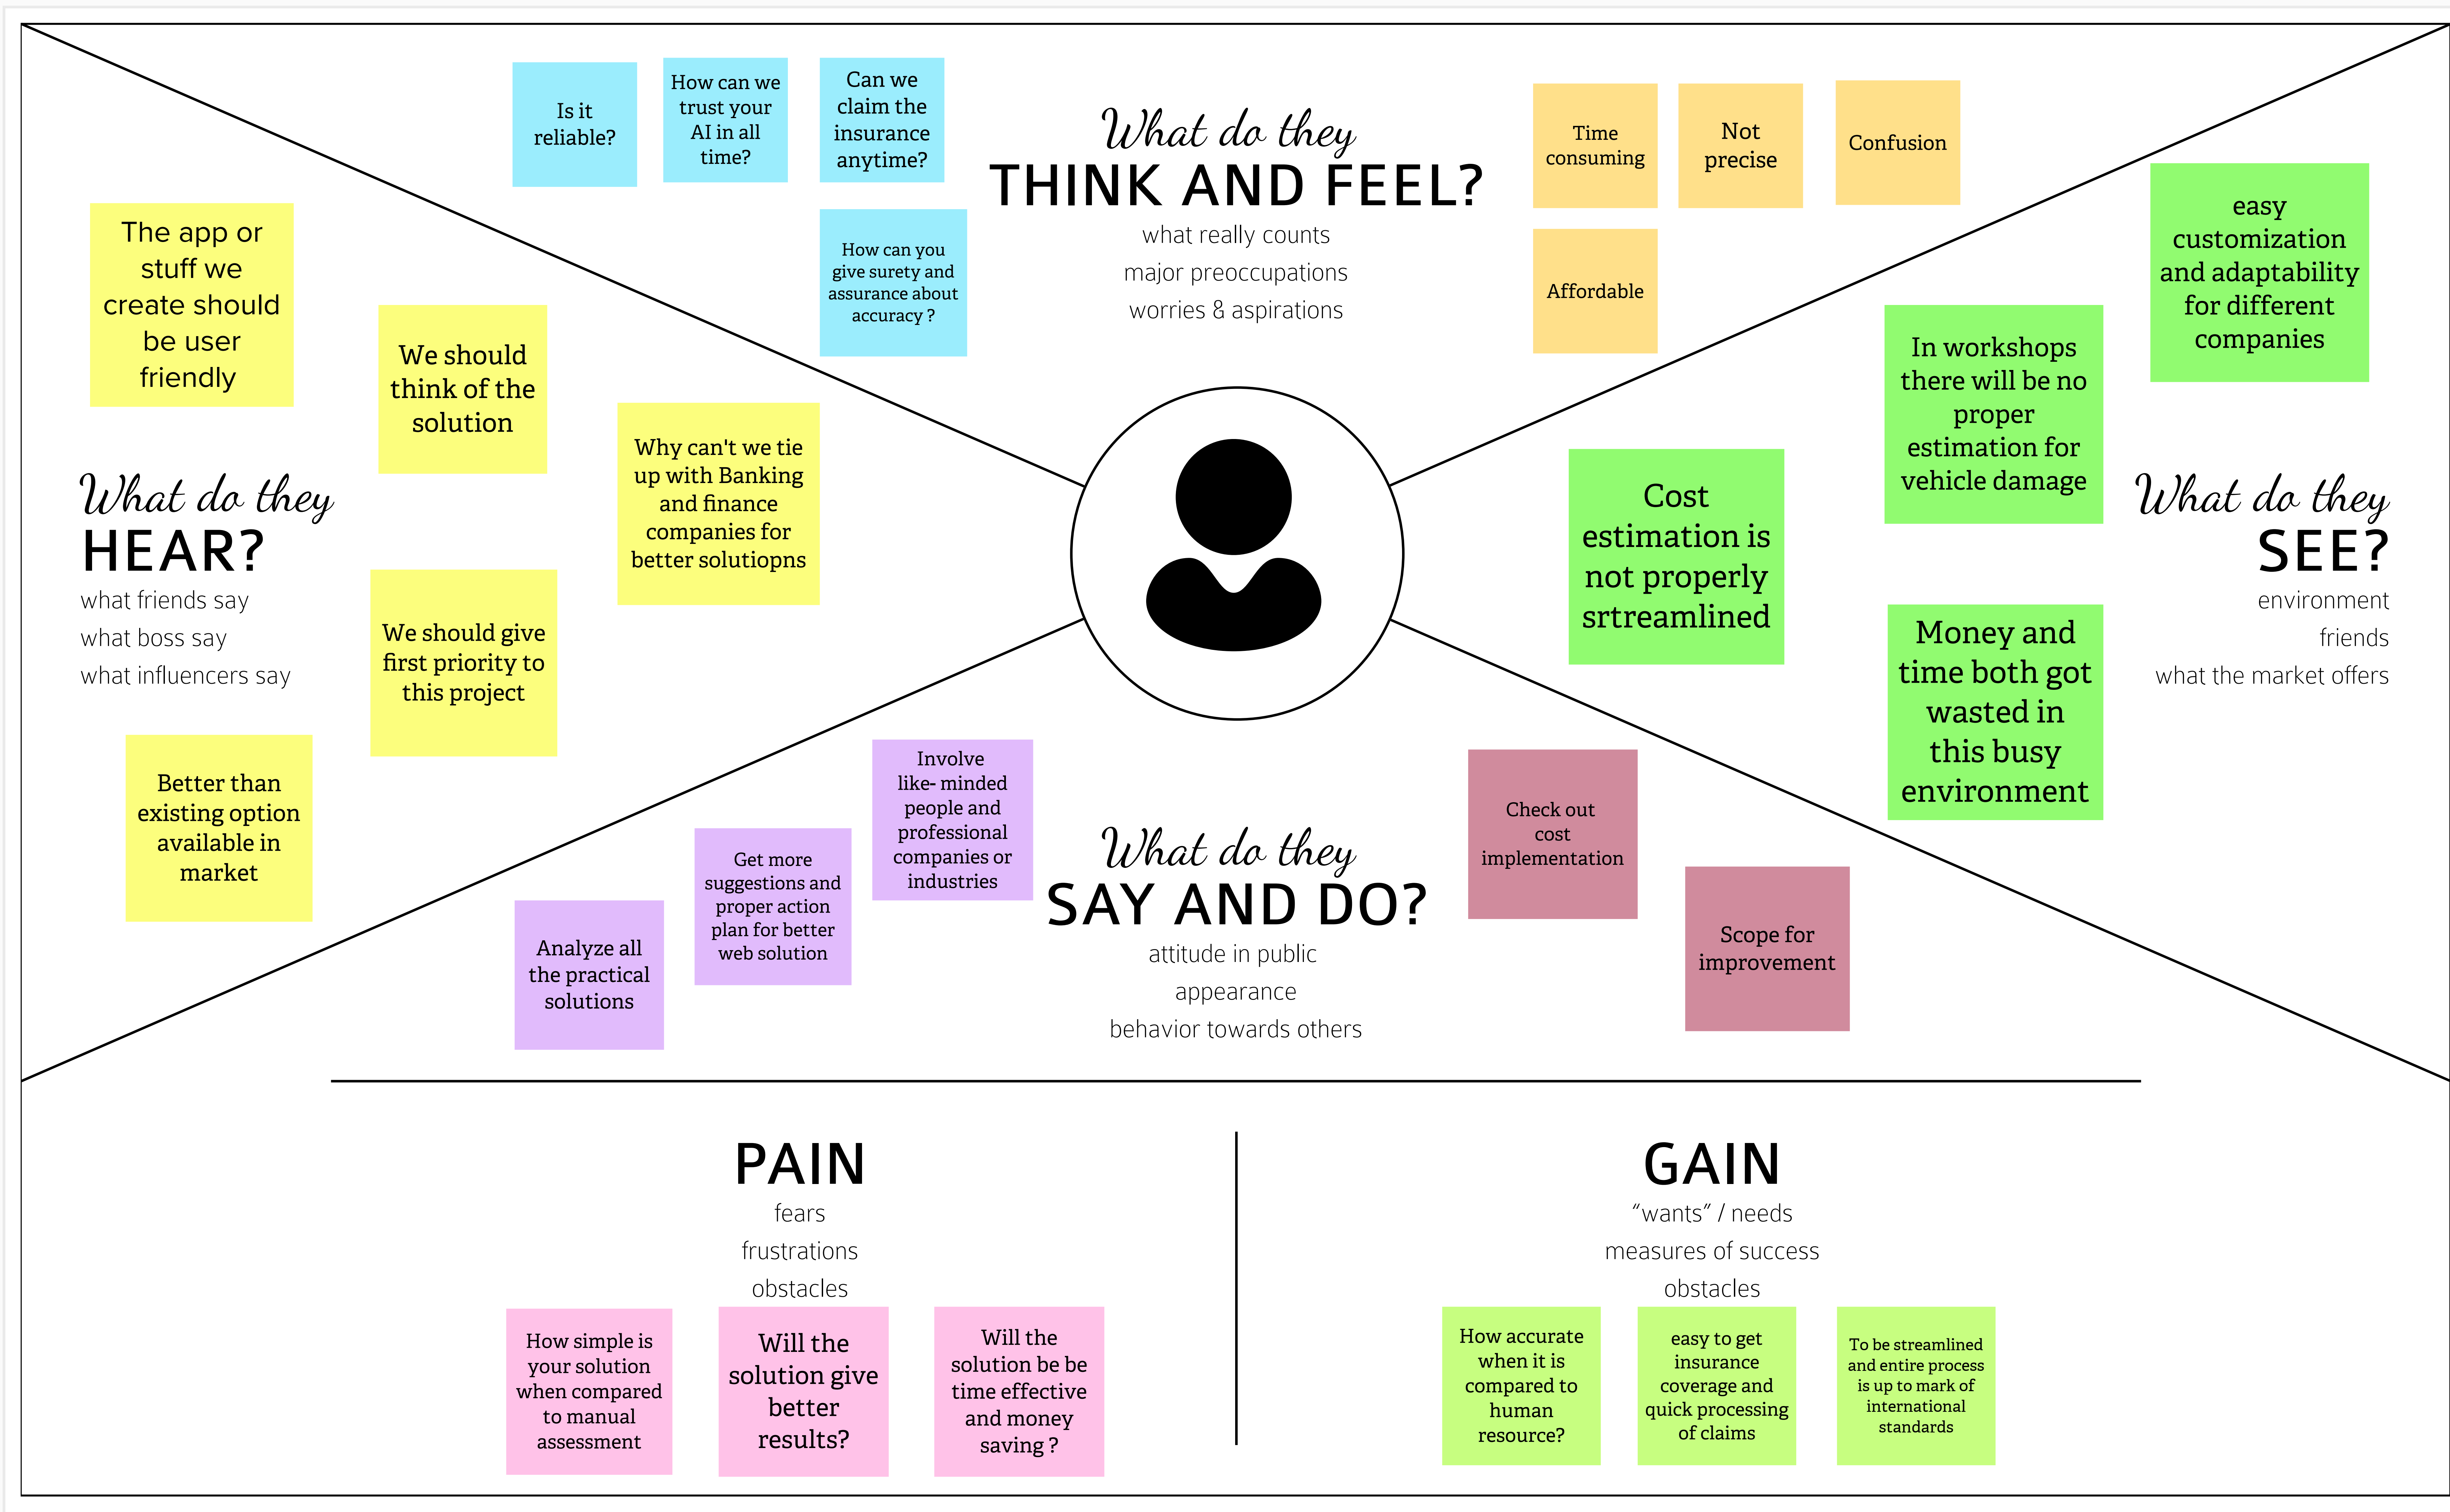 Is it
reliable?
How can we
trust your
AI in all
time?
Can we
claim the
insurance
anytime?
How can you
give surety and
assurance about
accuracy ?
What do they
THINK AND FEEL?
what really counts
major preoccupations
worries & aspirations
Time
consuming
Not
precise
Confusion
Affordable
The app or
stuff we
create should
be user
friendly
We should
think of the
solution
Why can't we tie
up with Banking
and finance
companies for
better solutiopns
What do they
HEAR?
what friends say
what boss say
what influencers say
We should give
first priority to
this project
Better than
existing option
available in
market
easy
customization
and adaptability
for different
companies
In workshops
there will be no
proper
estimation for
vehicle damage
Cost
estimation is
not properly
srtreamlined
What do they
SEE?
environment
friends
what the market offers
Money and
time both got
wasted in
this busy
environment
Involve
like- minded
people and
professional
companies or
industries
Get more
suggestions and
proper action
plan for better
web solution
Analyze all
the practical
solutions
What do they
SAY AND DO?
attitude in public
appearance
behavior towards others
Check out
cost
implementation
Scope for
improvement
PAIN
fears
frustrations
obstacles
How simple is
your solution
when compared
to manual
assessment
Will the
solution give
better
results?
Will the
solution be be
time effective
and money
saving ?
GAIN
“wants” / needs
measures of success
obstacles
How accurate
when it is
compared to
human
resource?
easy to get
insurance
coverage and
quick processing
of claims
To be streamlined
and entire process
is up to mark of
international
standards